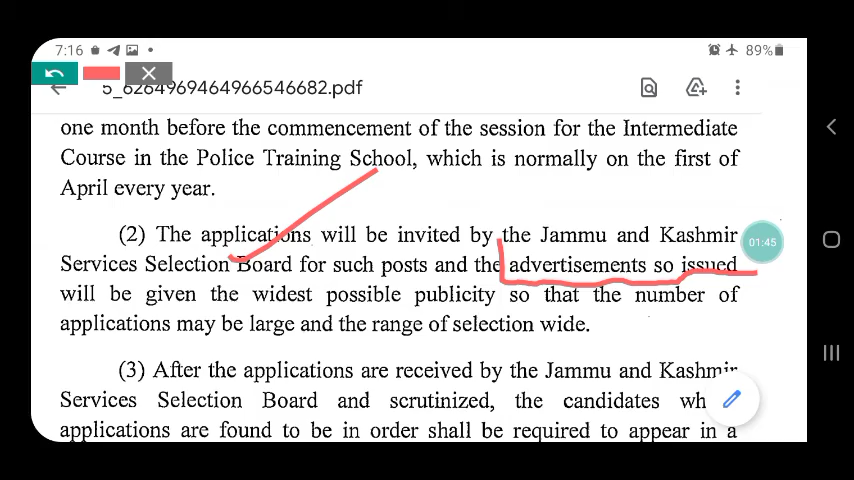 7:16
89%
5_6264969464966546682.pdf
one month before the commencement of the session for the Intermediate
Course in the Police Training School, which is normally on the first of
April every year.
(2) The applications will be invited by the Jammu and Kashmir
01:45
Services Selection Board for such posts and the advertisements so issued
will be given the widest possible publicity so that the number of
applications may be large and the range of selection wide.
(3) After the applications are received by the Jammu and Kashmir
Services Selection Board and scrutinized, the candidates
applications are found to be in order shall be required to appear in a